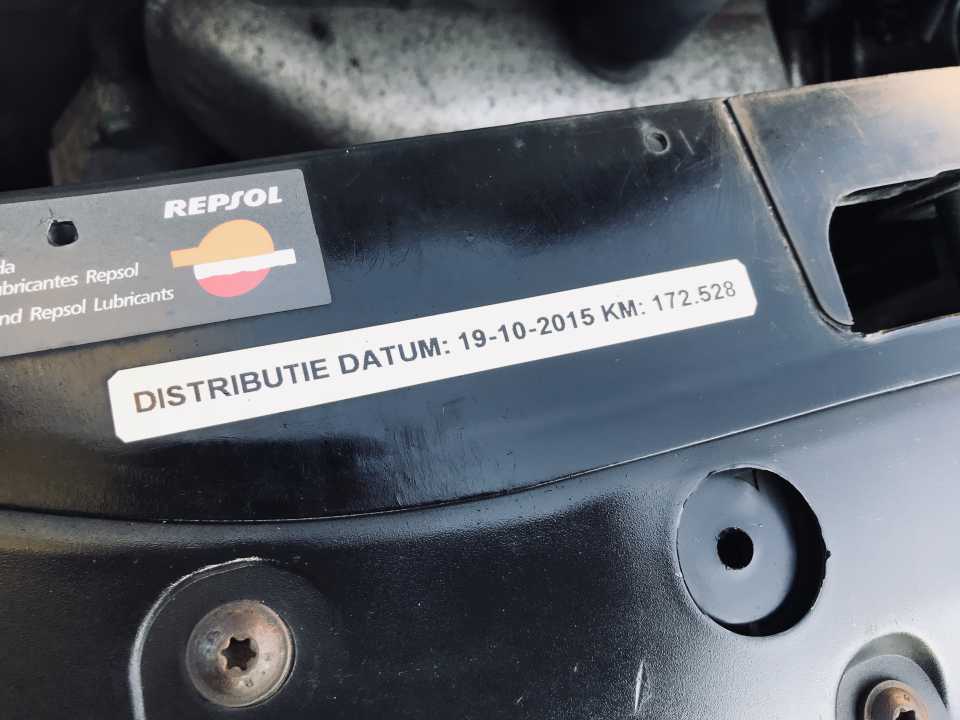 REPSOL
da
ubricantes Repsol
nd Repsol Lubricants
DISTRIBUTIE DATUM: 19-10-2015 KM: 172.528